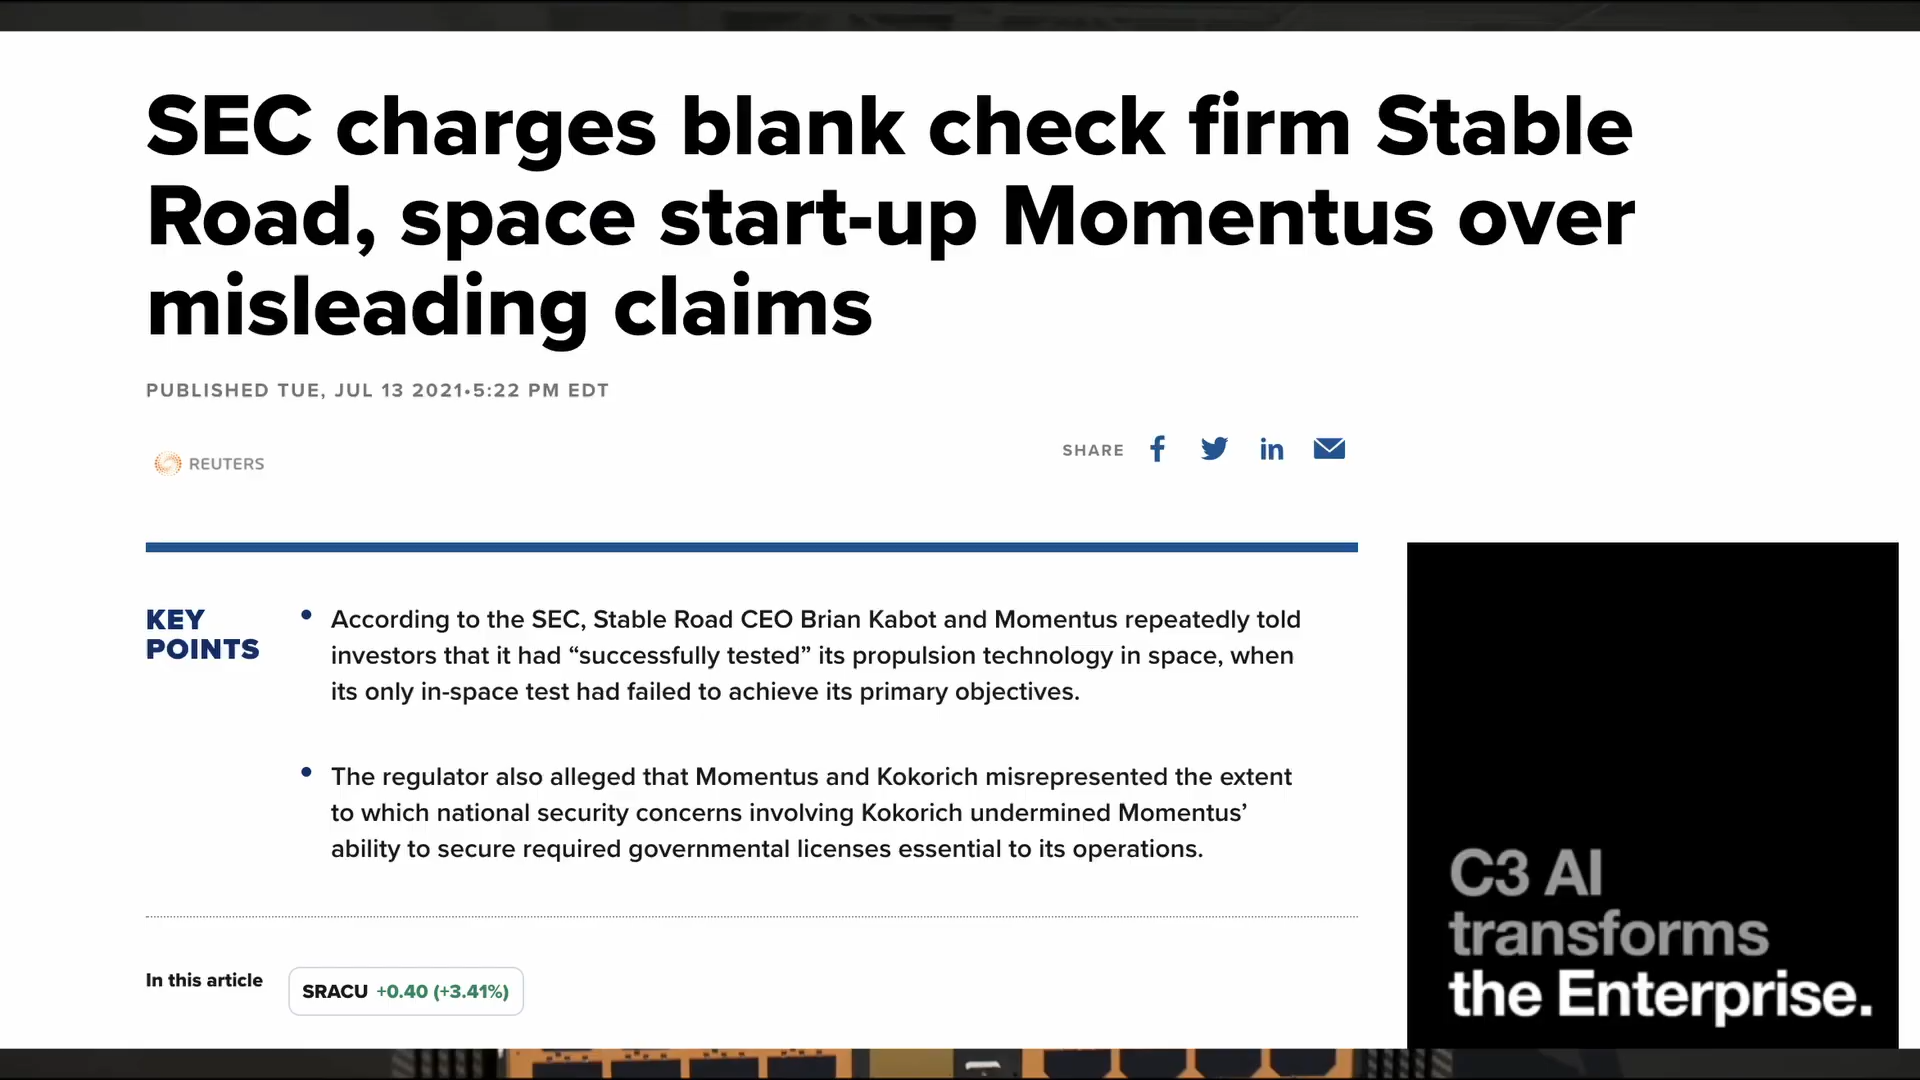 SEC charges blank check firm Stable
Road, space start-up Momentus over
misleading claims
PUBLISHED TUE, JUL 13 2021•5:22 PM EDT
REUTERS
SHARE
KEY
POINTS
• According to the SEC, Stable Road CEO Brian Kabot and Momentus repeatedly told
investors that it had “successfully tested” its propulsion technology in space, when
its only in-space test had failed to achieve its primary objectives.
• The regulator also alleged that Momentus and Kokorich misrepresented the extent
to which national security concerns involving Kokorich undermined Momentus’
ability to secure required governmental licenses essential to its operations.
In this article
SRACU +0.40 (+3.41%)
C3 AI
transforms
the Enterprise.